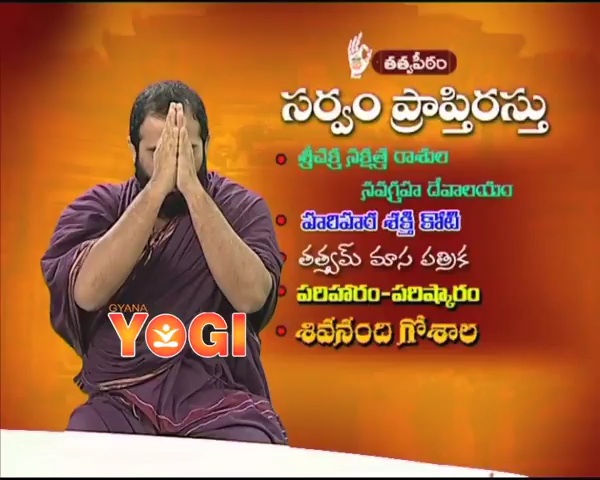 తత్వపీఠం
సర్వం ప్రాప్తిరస్తు
శ్రీచక్ర నక్షత్ర రాశుల
నవగ్రహ దేవాలయం
హరిహర శక్తి కోటి
తత్వమ్ మాస పత్రిక
పరిహారం-పరిష్కారం
శివనంది గోశాల
GYANA
YOGI